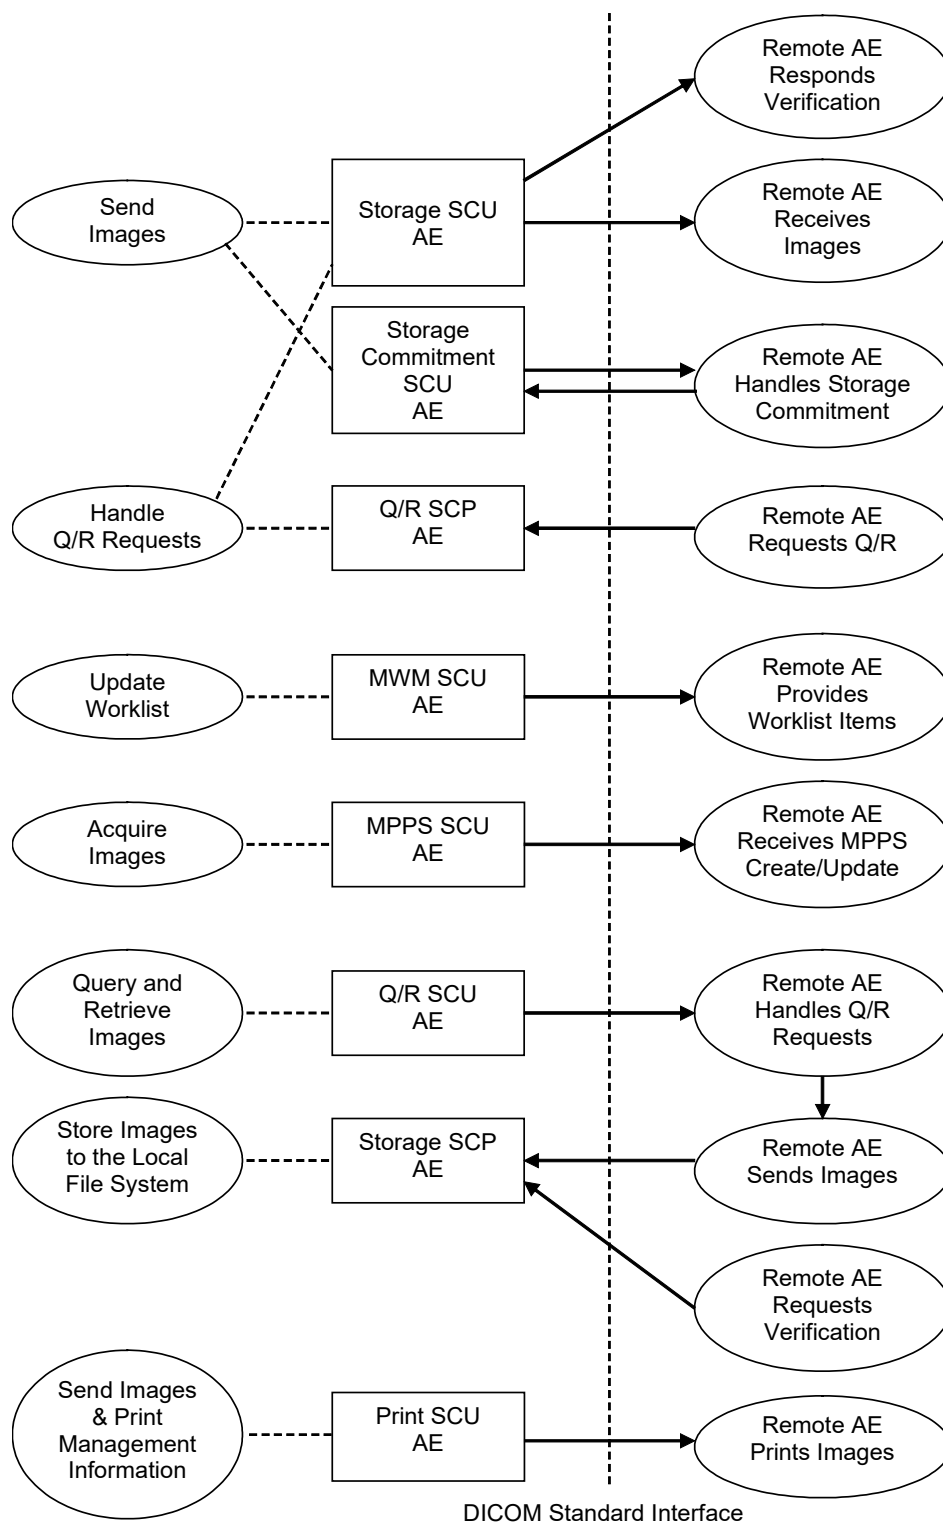 Remote AE
Responds
Verification
Send
Images
Storage SCU
AE
Remote AE
Receives
Images
Storage
Commitment
SCU
AE
Remote AE
Handles Storage
Commitment
Handle
Q/R Requests
Q/R SCP
AE
Remote AE
Requests Q/R
Update
Worklist
MWM SCU
AE
Remote AE
Provides
Worklist Items
Acquire
Images
MPPS SCU
AE
Remote AE
Receives MPPS
Create/Update
Query and
Retrieve
Images
Q/R SCU
AE
Remote AE
Handles Q/R
Requests
Store Images
to the Local
File System
Storage SCP
AE
Remote AE
Sends Images
Remote AE
Requests
Verification
Send Images
& Print
Management
Information
Print SCU
AE
Remote AE
Prints Images
DICOM Standard Interface